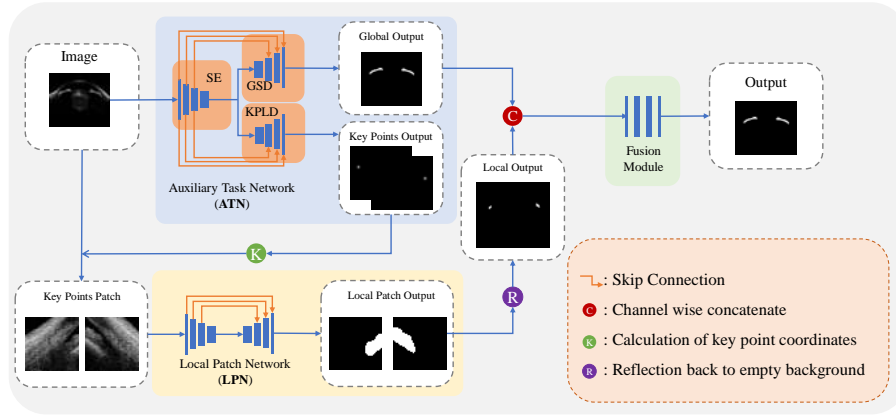 Image
SE
GSD
KPLD
Auxiliary Task Network
(ATN)
Global Output
Key Points Output
C
Fusion
Module
Output
Local Output
K
R
Key Points Patch
Local Patch Network
(LPN)
Local Patch Output
: Skip Connection
C : Channel wise concatenate
K : Calculation of key point coordinates
R : Reflection back to empty background